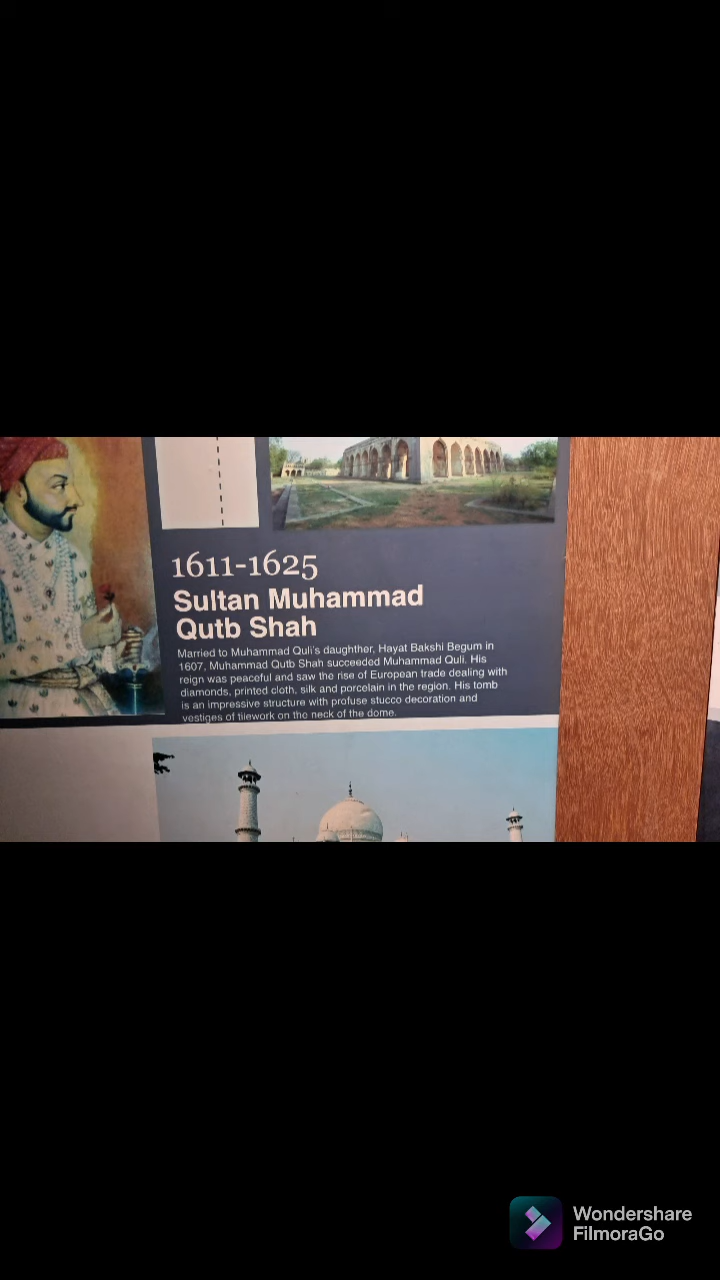 1611-1625
Sultan Muhammad
Qutb Shah
Married to Muhammad Quli's daughther, Hayat Bakshi Begum in
1607, Muhammad Qutb Shah succeeded Muhammad Quli. His
reign was peaceful and saw the rise of European trade dealing with
diamonds, printed cloth, silk and porcelain in the region. His tomb
is an impressive structure with profuse stucco decoration and
vestiges of tilework on the neck of the dome.
Wondershare
FilmoraGo